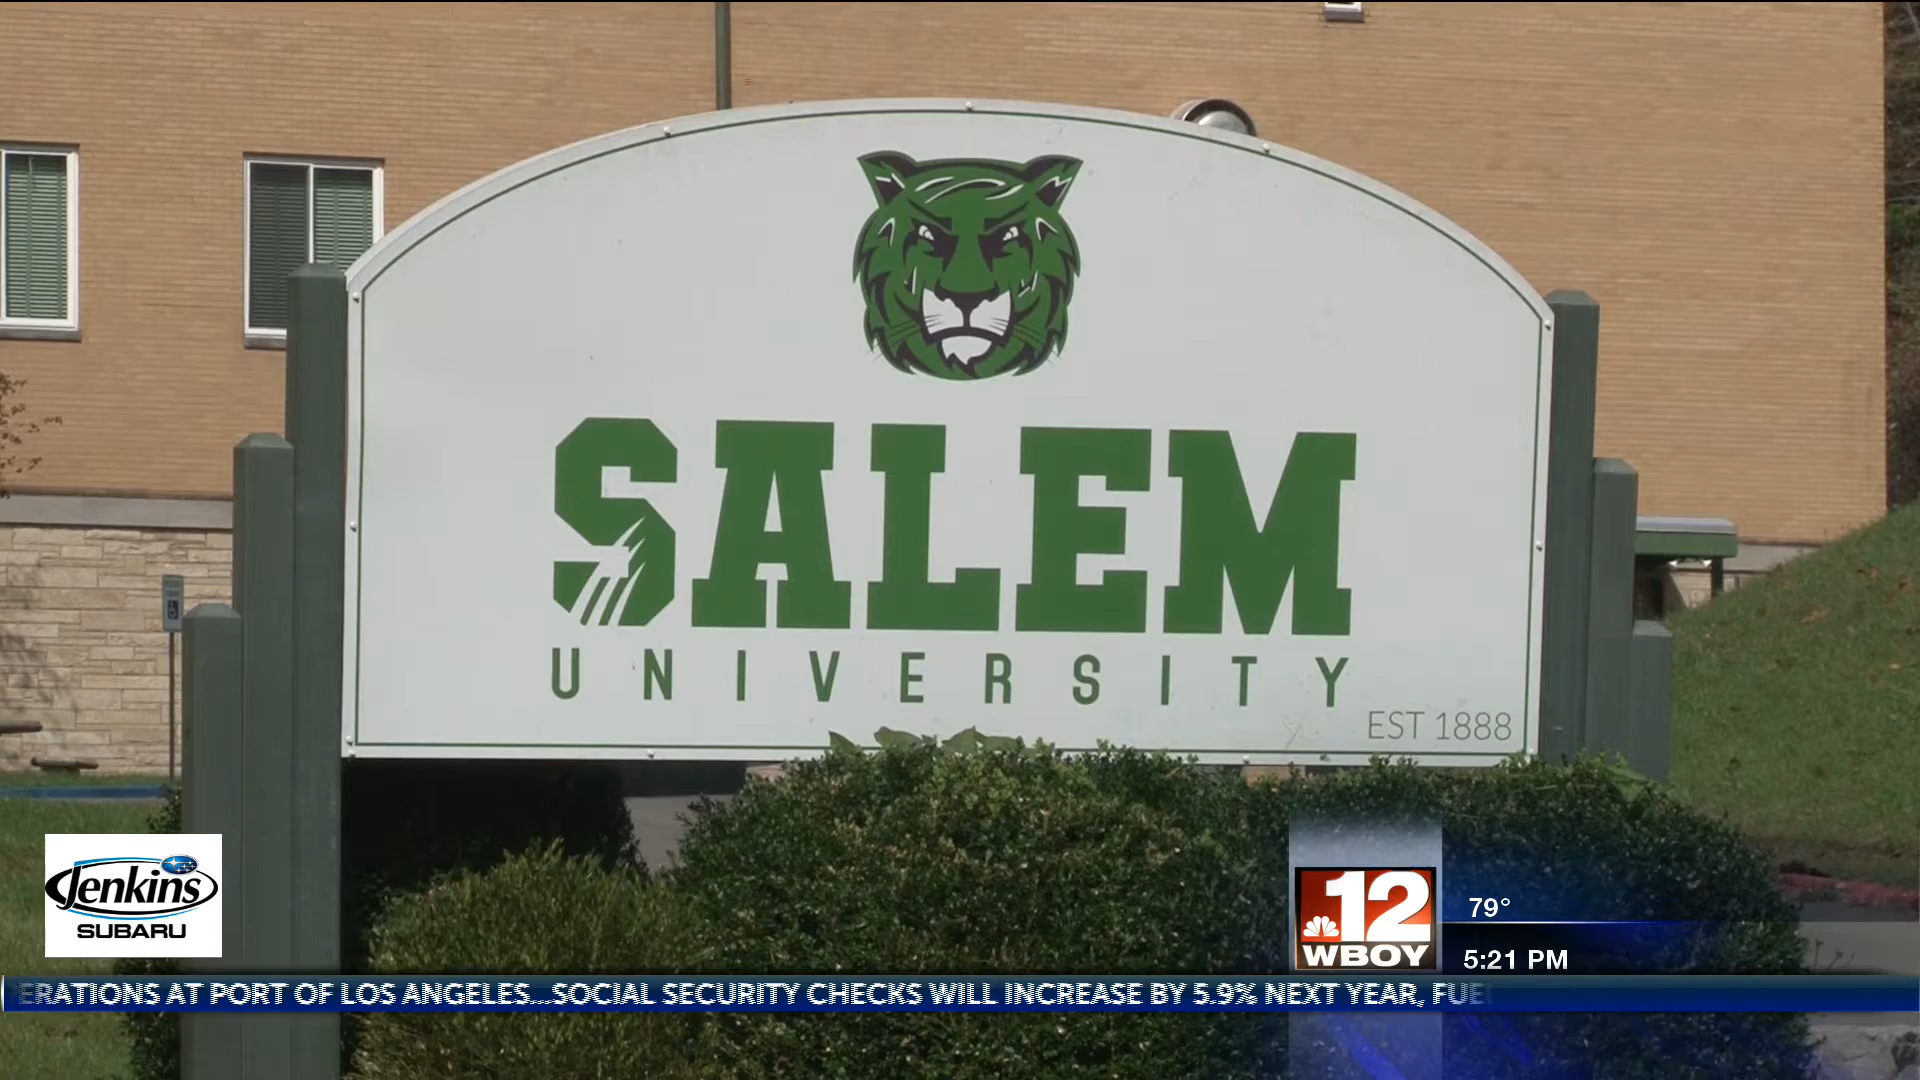 SALEM
UNIVERSITY
EST 1888
Jenkins
SUBARU
12
WBOY
79°
5:21 PM
ERATIONS AT PORT OF LOS ANGELES...SOCIAL SECURITY CHECKS WILL INCREASE BY 5.9% NEXT YEAR, FUE